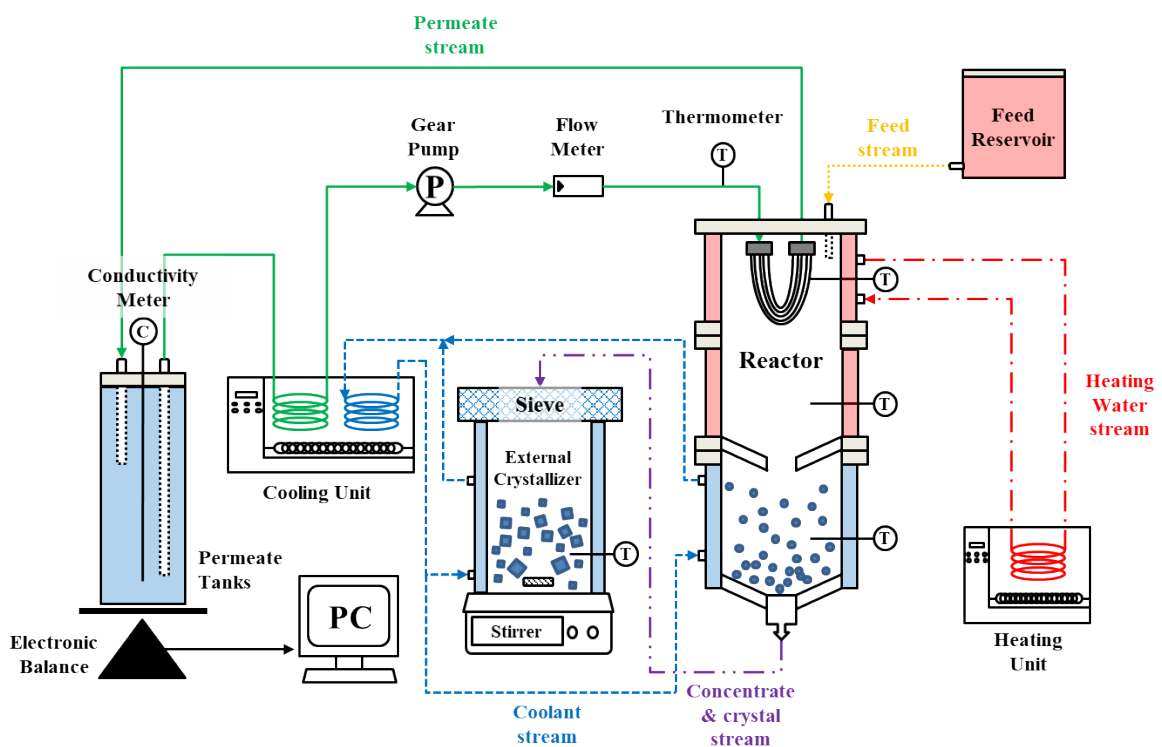 Permeate
stream
Gear
Pump
Flow
Meter
Thermometer
Feed
stream
Feed
Reservoir
P
T
Conductivity
Meter
C
T
Reactor
Heating
Water
stream
Sieve
T
External
Crystallizer
Cooling Unit
T
T
Permeate
Tanks
PC
Stirrer
Electronic
Balance
Heating
Unit
Coolant
stream
Concentrate
& crystal
stream